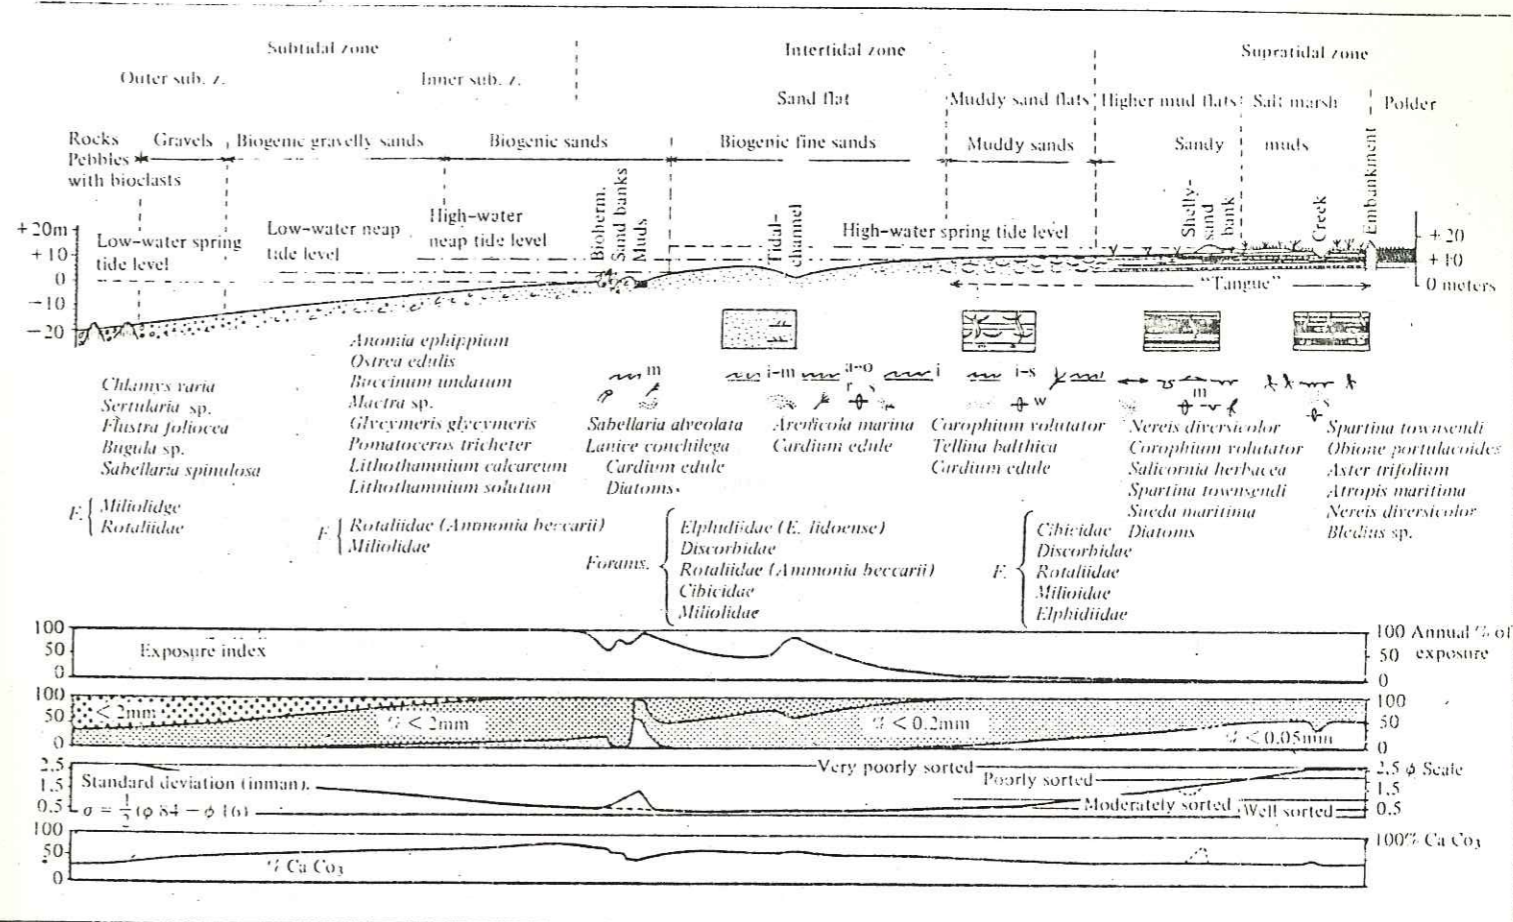 Subtidal zone Intertidal zone Supratidal zone
Outer sub. z. Inner sub. z.
Sand flat Muddy sand flats Higher mud flats Salt marsh Polder
Rocks Gravels Biogenic gravelly sands Biogenic sands Biogenic fine sands Muddy sands Sandy muds
Pebbles
with bioclasts
Bioherm.
Sand banks
Muds
Tidal-
channel
Shelly-
sand
bank
Creek
Embankment
+20m
+10
0
−10
−20
Low-water spring
tide level
Low-water neap
tide level
High-water
neap tide level
High-water spring tide level
+20
+10
0 meters
"Tangue"
m i-m a-o i i-s
r w m s
Chlamys varia
Sertularia sp.
Flustra foliocea
Bugula sp.
Sabellaria spinulosa
F. Miliolidge
Rotaliidae
Anomia ephippium
Ostrea edulis
Buccinum undatum
Mactra sp.
Glycymeris glycymeris
Pomatoceros tricheter
Lithothamnium calcareum
Lithothamnium solutum
F. Rotaliidae (Ammonia beccarii)
Miliolidae
Sabellaria alveolata
Lanice conchilega
Cardium edule
Diatoms.
Arenicola marina
Cardium edule
Forams. Elphidiidae (E. lidoense)
Discorbidae
Rotaliidae (Ammonia beccarii)
Cibicidae
Miliolidae
Corophium volutator
Tellina balthica
Cardium edule
Nereis diversicolor
Corophium volutator
Salicornia herbacea
Spartina townsendi
Sueda maritima
Diatoms
F. Cibicidae
Discorbidae
Rotaliidae
Milioidae
Elphidiidae
Spartina townsendi
Obione portulacoides
Aster trifolium
Atropis maritima
Nereis diversicolor
Bledius sp.
100
50
0
Exposure index
100 Annual % of
50 exposure
0
100
50
0
< 2mm
% < 2mm
% < 0.2mm
% < 0.05mm
100
50
0
2.5
1.5
0.5
Standard deviation (inman).
σ = 1/2 (φ 84 − φ 16)
Very poorly sorted
Poorly sorted
Moderately sorted
Well sorted
2.5 φ Scale
1.5
0.5
100
50
0
% Ca Co3
100% Ca Co3